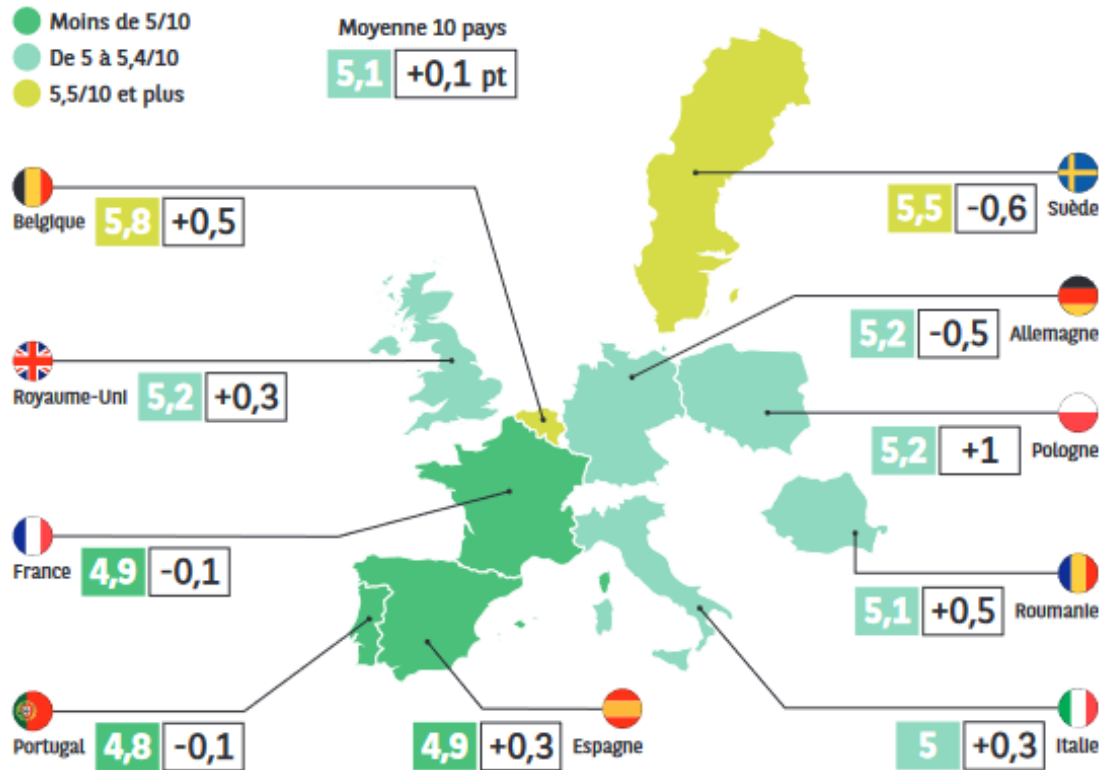 Moins de 5/10
De 5 à 5,4/10
5,5/10 et plus
Moyenne 10 pays
5,1 +0,1 pt
Belgique 5,8 +0,5
5,5 -0,6 Suède
5,2 -0,5 Allemagne
Royaume-Uni 5,2 +0,3
5,2 +1 Pologne
France 4,9 -0,1
5,1 +0,5 Roumanie
Portugal 4,8 -0,1
4,9 +0,3 Espagne
5 +0,3 Italie